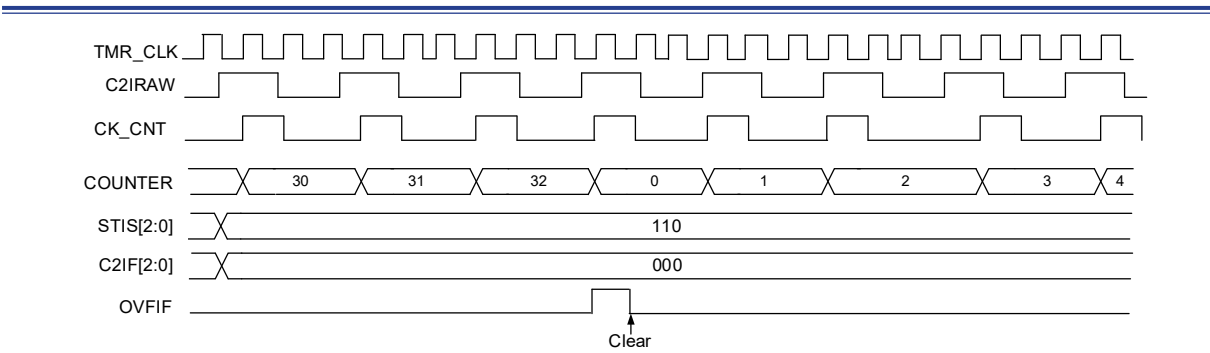 TMR_CLK
C2IRAW
CK_CNT
COUNTER 30 31 32 0 1 2 3 4
STIS[2:0] 110
C2IF[2:0] 000
OVFIF
Clear